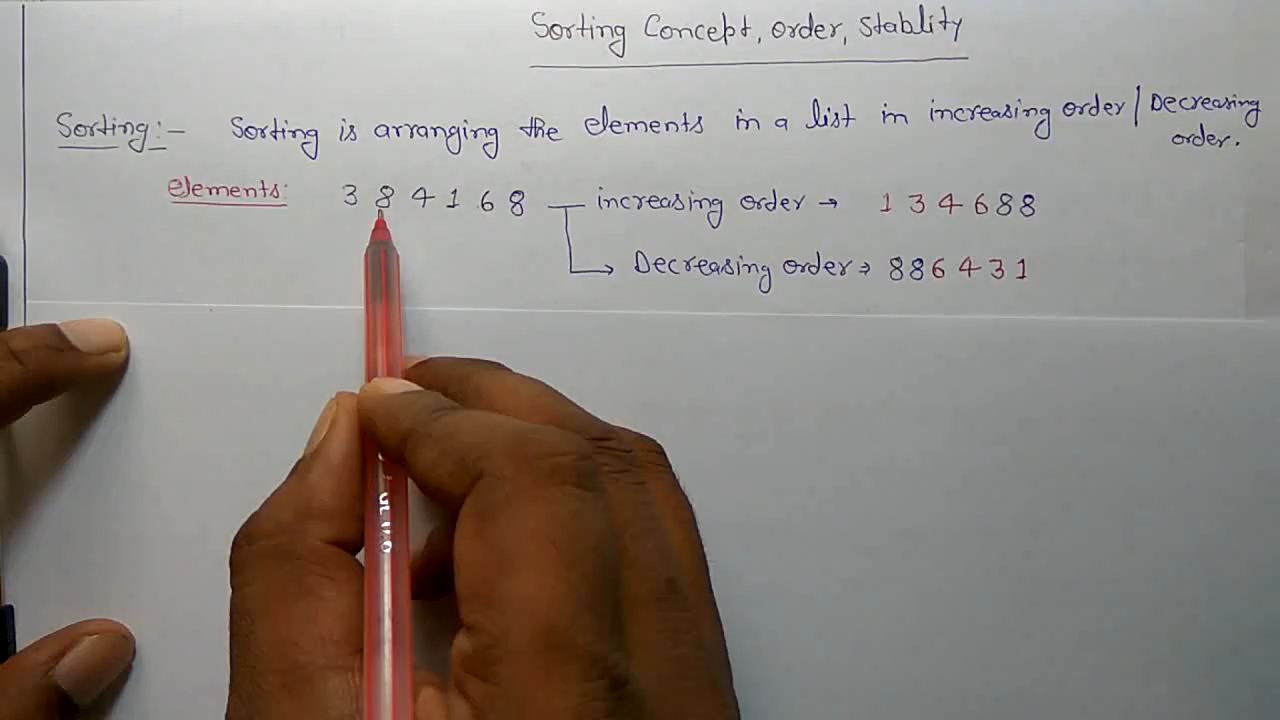 Sorting Concept, order, Stablity
Sorting:- Sorting is arranging the elements in a list in increasing order / Decreasing
order.
elements: 3 8 4 1 6 8 — increasing order → 1 3 4 6 8 8
Decreasing order → 8 8 6 4 3 1